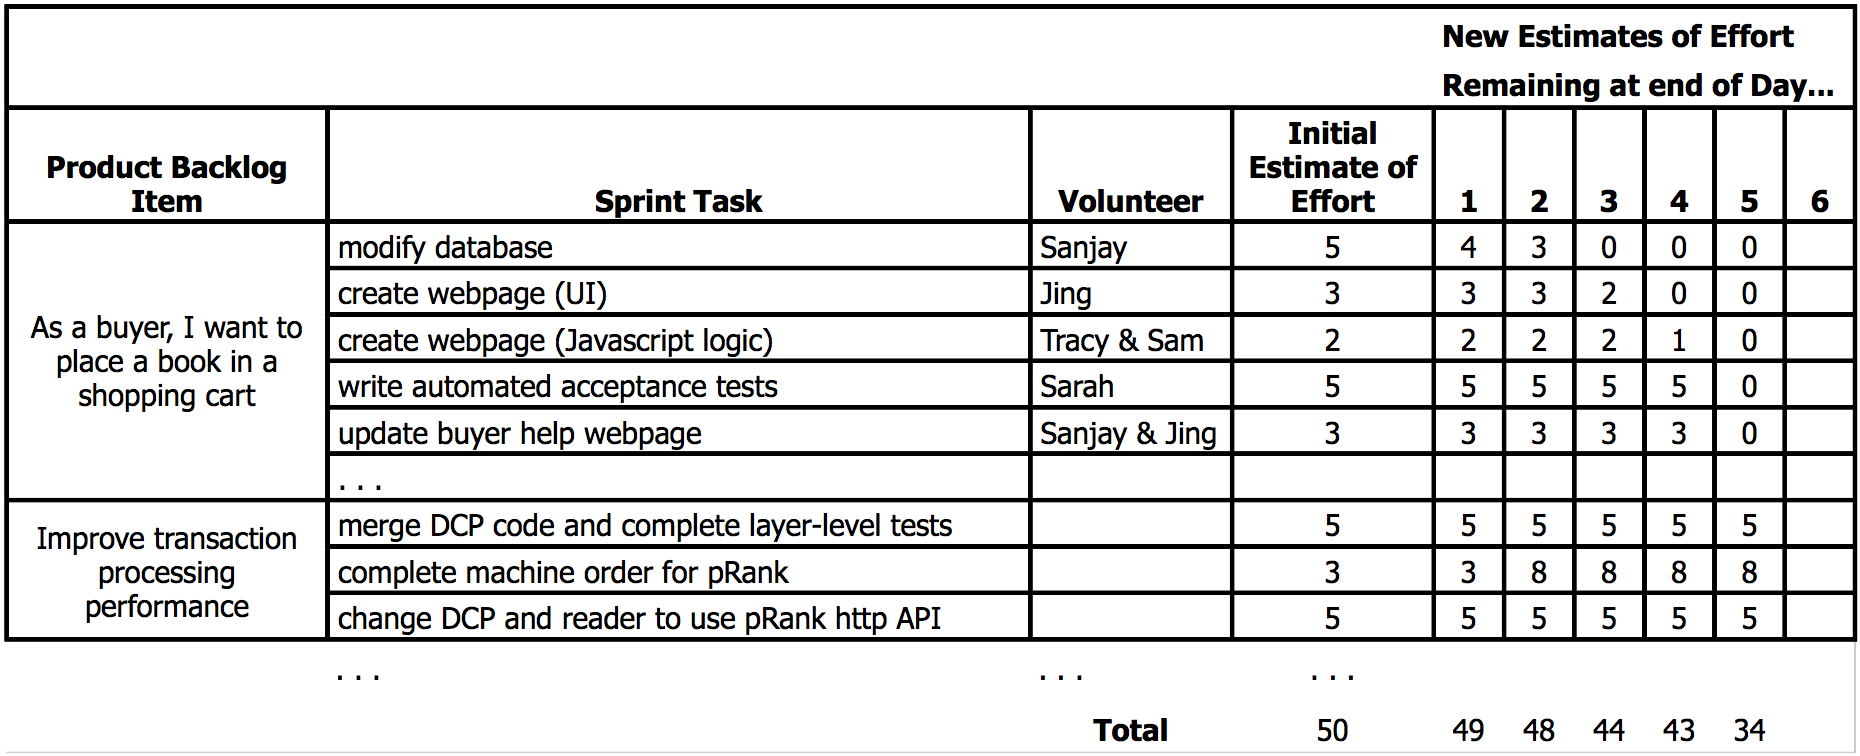 New Estimates of Effort
Remaining at end of Day...
Product Backlog
Item
Sprint Task
Volunteer
Initial
Estimate of
Effort
1 2 3 4 5 6
As a buyer, I want to
place a book in a
shopping cart
modify database Sanjay 5 4 3 0 0 0
create webpage (UI) Jing 3 3 3 2 0 0
create webpage (Javascript logic) Tracy & Sam 2 2 2 2 1 0
write automated acceptance tests Sarah 5 5 5 5 5 0
update buyer help webpage Sanjay & Jing 3 3 3 3 3 0
. . .
Improve transaction
processing
performance
merge DCP code and complete layer-level tests 5 5 5 5 5 5
complete machine order for pRank 3 3 8 8 8 8
change DCP and reader to use pRank http API 5 5 5 5 5 5
. . . . . . . . .
Total 50 49 48 44 43 34